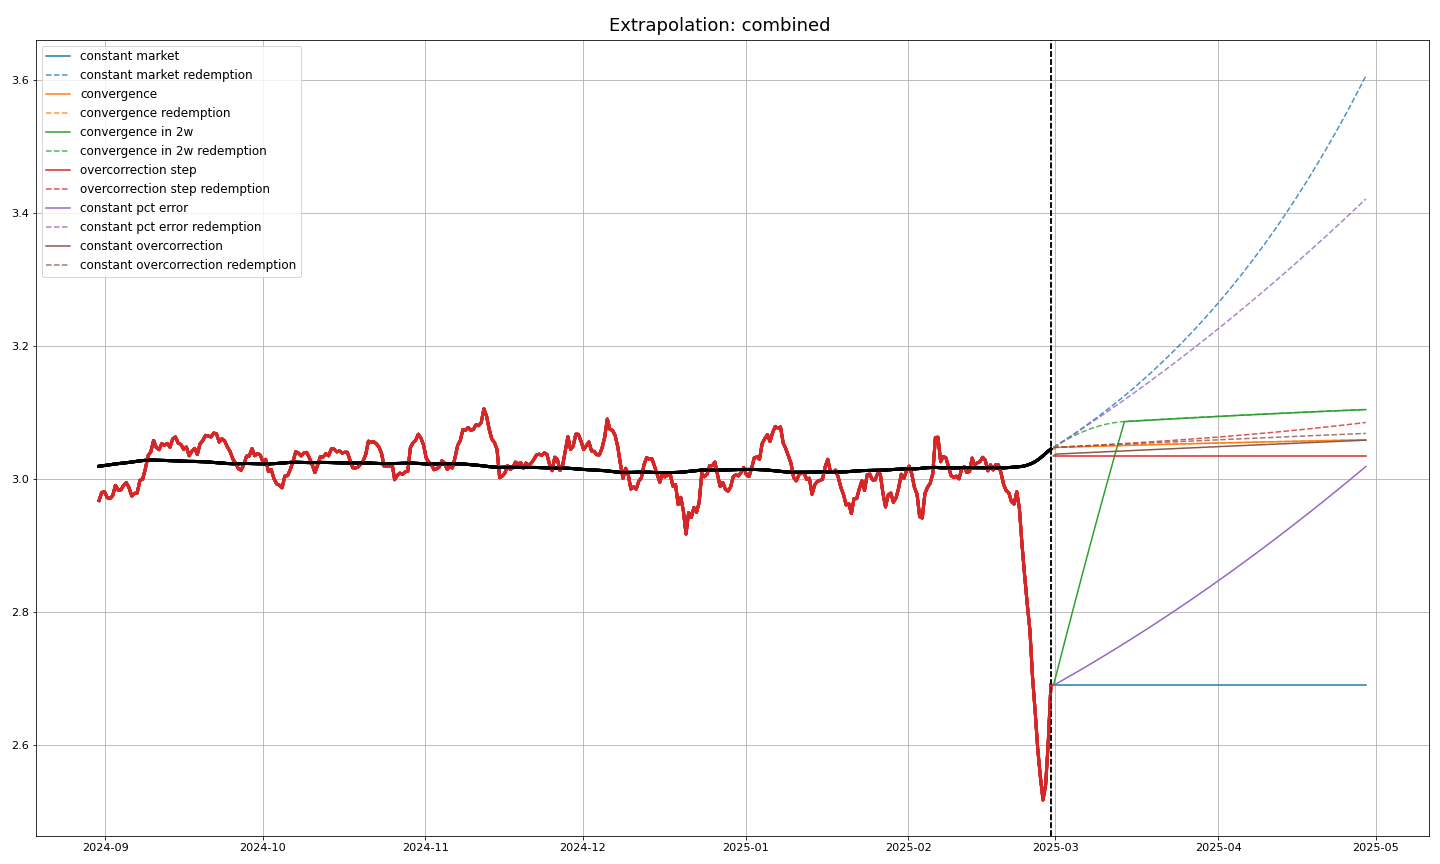 Extrapolation: combined
constant market
constant market redemption
convergence
convergence redemption
convergence in 2w
convergence in 2w redemption
overcorrection step
overcorrection step redemption
constant pct error
constant pct error redemption
constant overcorrection
constant overcorrection redemption
3.6
3.4
3.2
3.0
2.8
2.6
2024-09 2024-10 2024-11 2024-12 2025-01 2025-02 2025-03 2025-04 2025-05